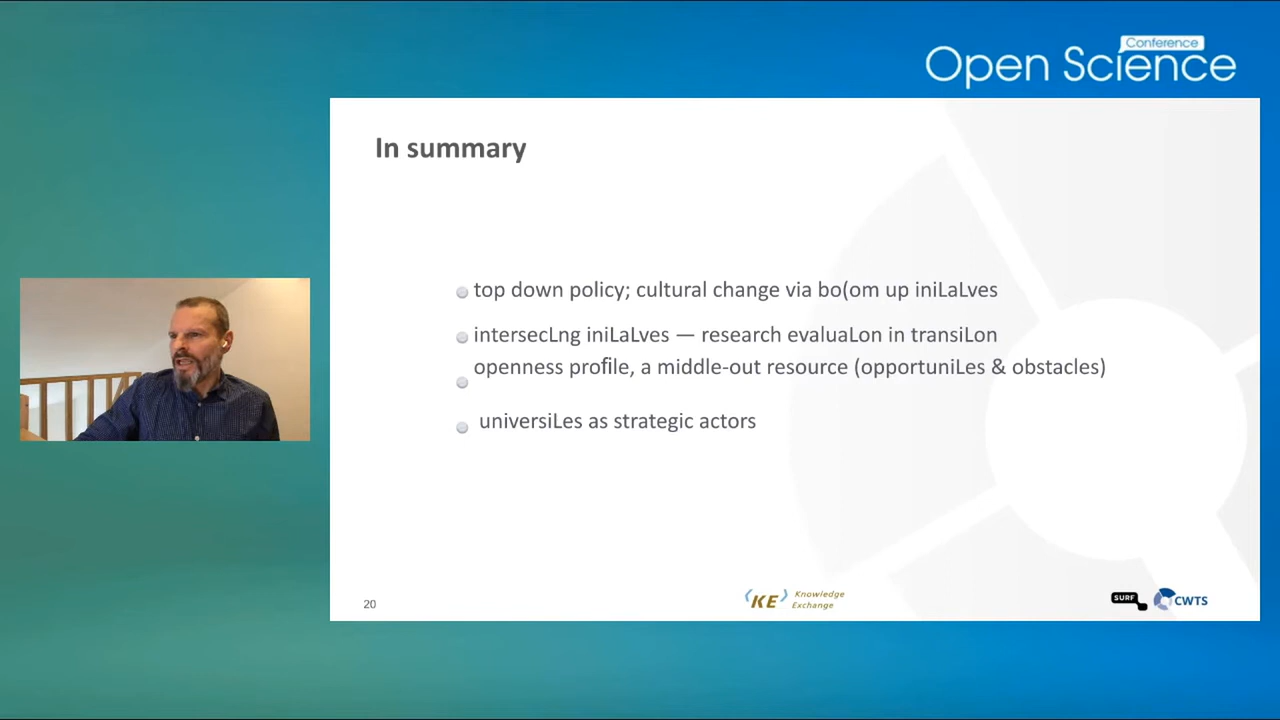 Conference
Open Science
In summary
top down policy; cultural change via bo(om up iniLaLves
intersecLng iniLaLves — research evaluaLon in transiLon
openness profile, a middle-out resource (opportuniLes & obstacles)
universiLes as strategic actors
20
KE Knowledge
Exchange
SURF
CWTS